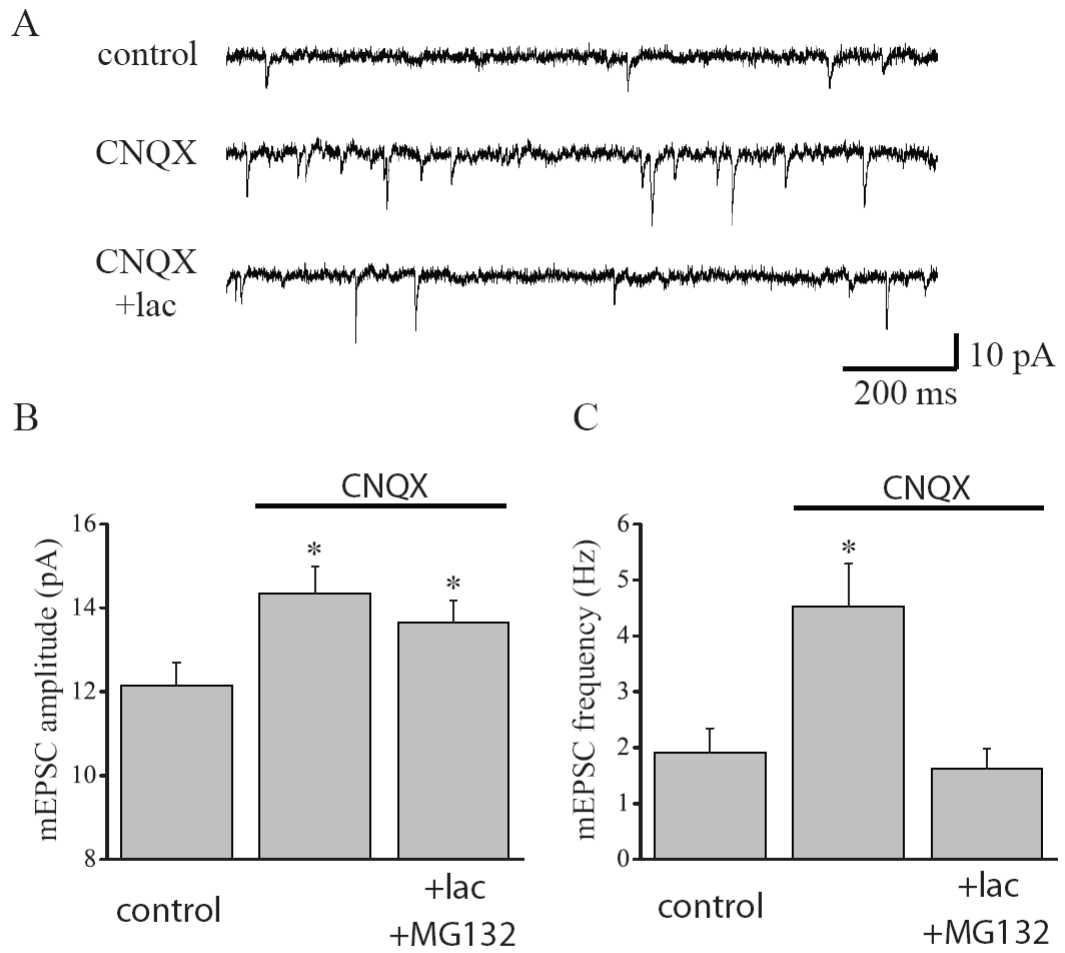 A
control
CNQX
CNQX
+lac
10 pA
200 ms
B
CNQX
mEPSC amplitude (pA)
16
*
14
*
12
10
8
control
+lac
+MG132
C
CNQX
mEPSC frequency (Hz)
6
*
5
4
3
2
1
0
control
+lac
+MG132